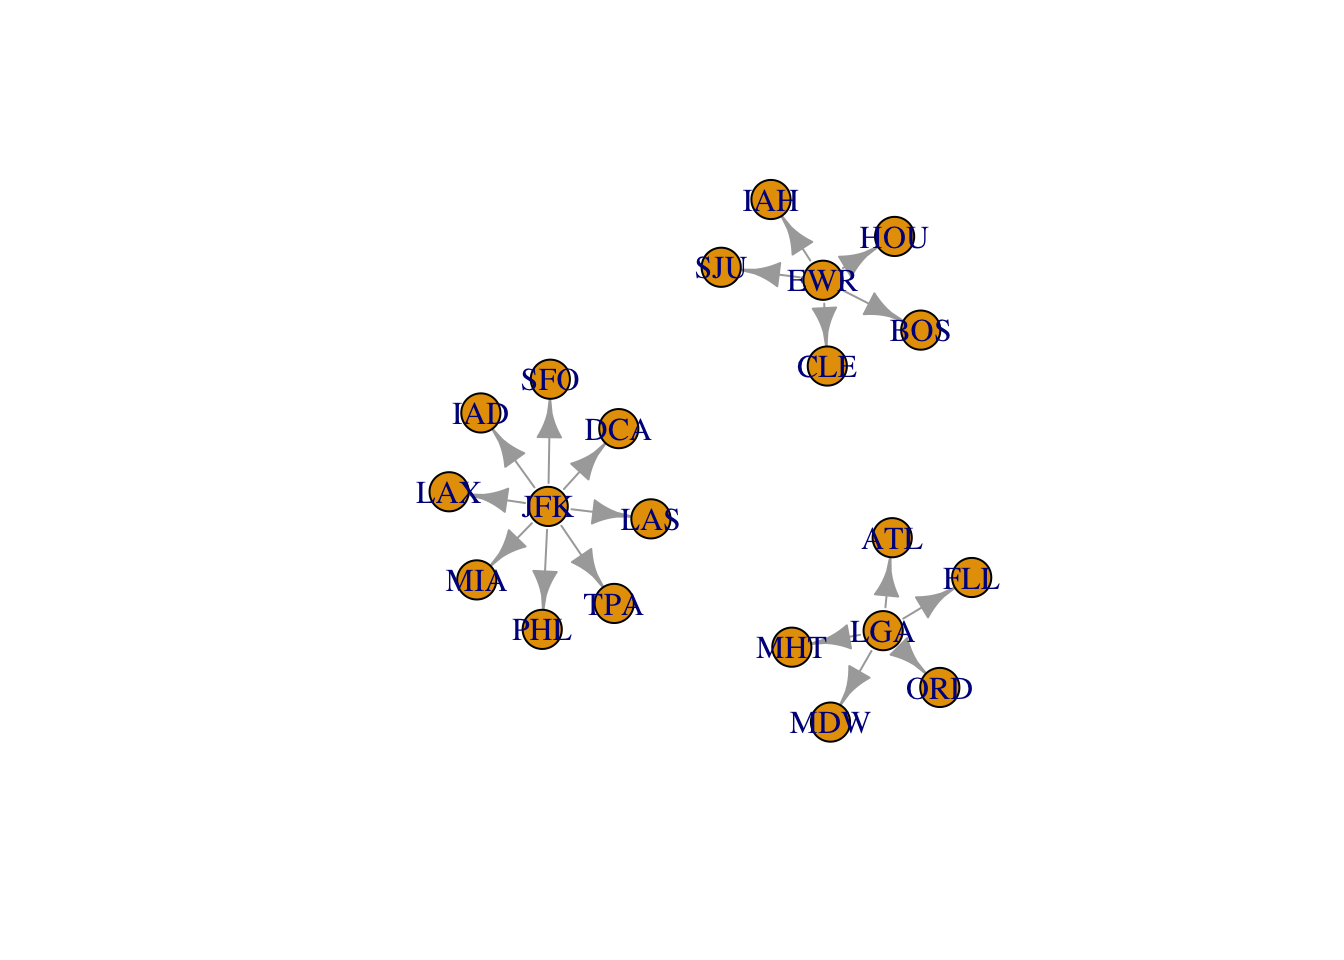 IAH
HOU
SJU
EWR
BOS
CLE
SFO
IAD
DCA
LAX
JFK
LAS
MIA
TPA
PHL
ATL
FLL
LGA
MHT
ORD
MDW